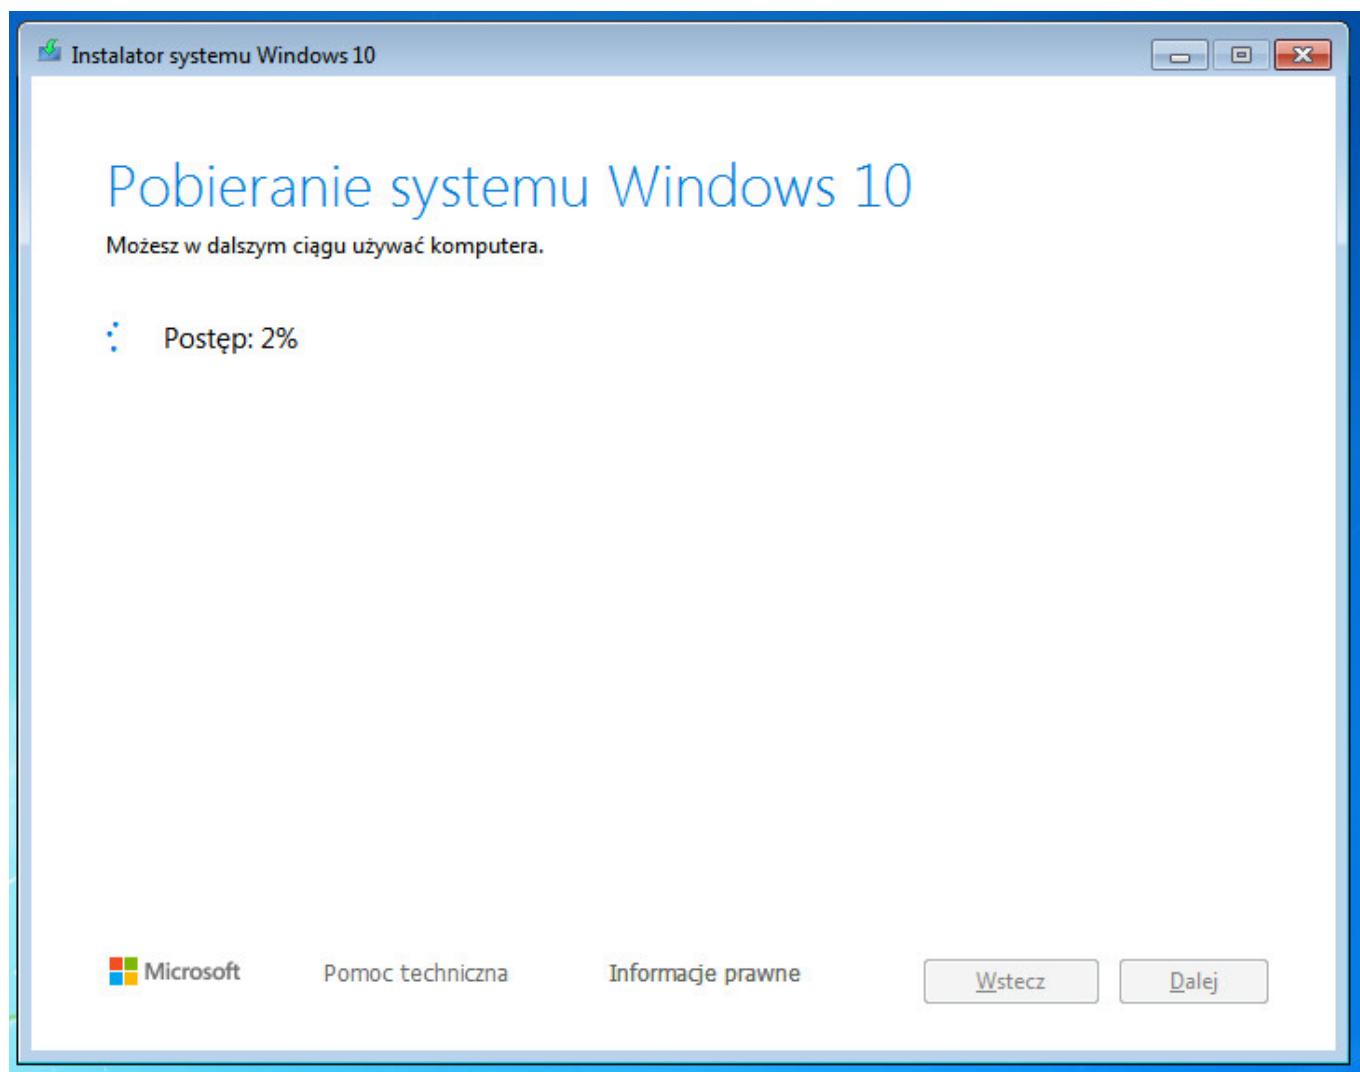 Instalator systemu Windows 10
Pobieranie systemu Windows 10
Możesz w dalszym ciągu używać komputera.
Postęp: 2%
Microsoft Pomoc techniczna Informacje prawne Wstecz Dalej